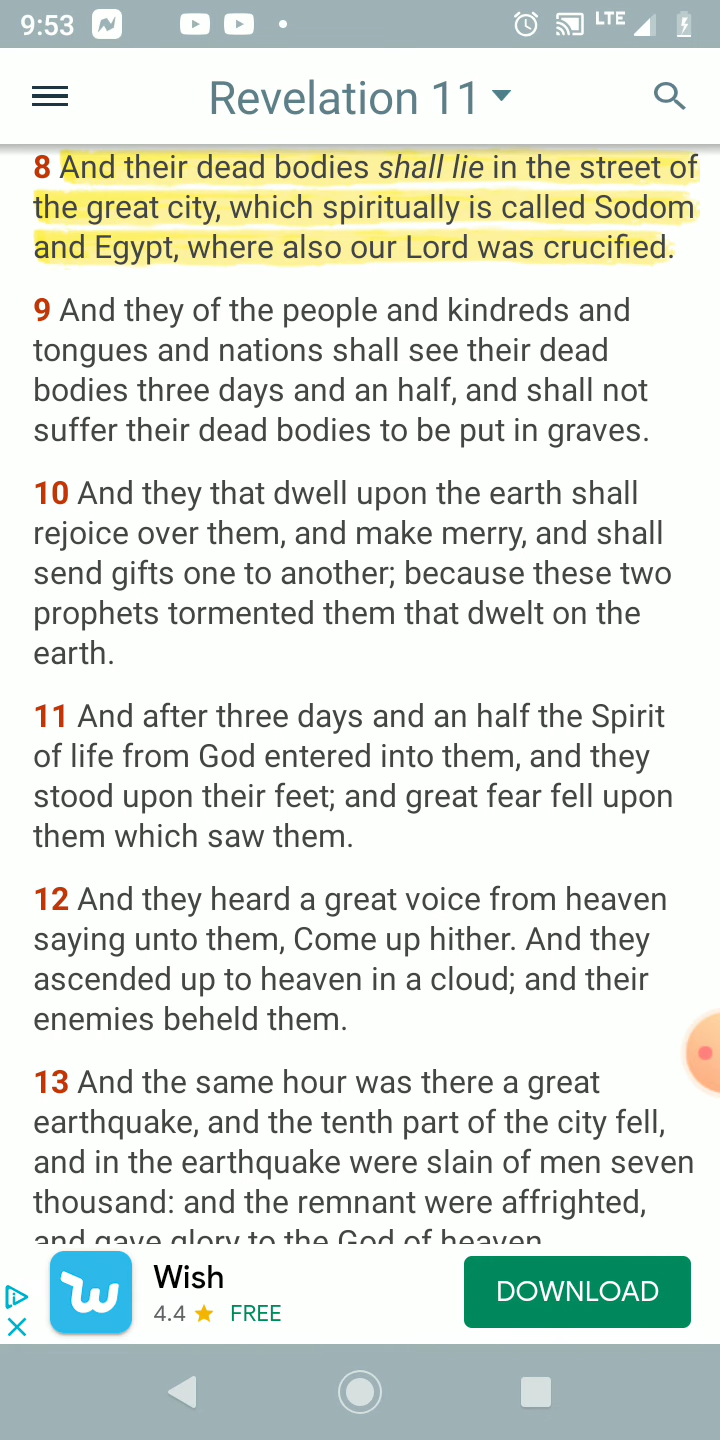 9:53
LTE
Revelation 11
8 And their dead bodies shall lie in the street of
the great city, which spiritually is called Sodom
and Egypt, where also our Lord was crucified.
9 And they of the people and kindreds and
tongues and nations shall see their dead
bodies three days and an half, and shall not
suffer their dead bodies to be put in graves.
10 And they that dwell upon the earth shall
rejoice over them, and make merry, and shall
send gifts one to another; because these two
prophets tormented them that dwelt on the
earth.
11 And after three days and an half the Spirit
of life from God entered into them, and they
stood upon their feet; and great fear fell upon
them which saw them.
12 And they heard a great voice from heaven
saying unto them, Come up hither. And they
ascended up to heaven in a cloud; and their
enemies beheld them.
13 And the same hour was there a great
earthquake, and the tenth part of the city fell,
and in the earthquake were slain of men seven
thousand: and the remnant were affrighted,
and gave glory to the God of heaven
Wish
4.4 ★ FREE
DOWNLOAD